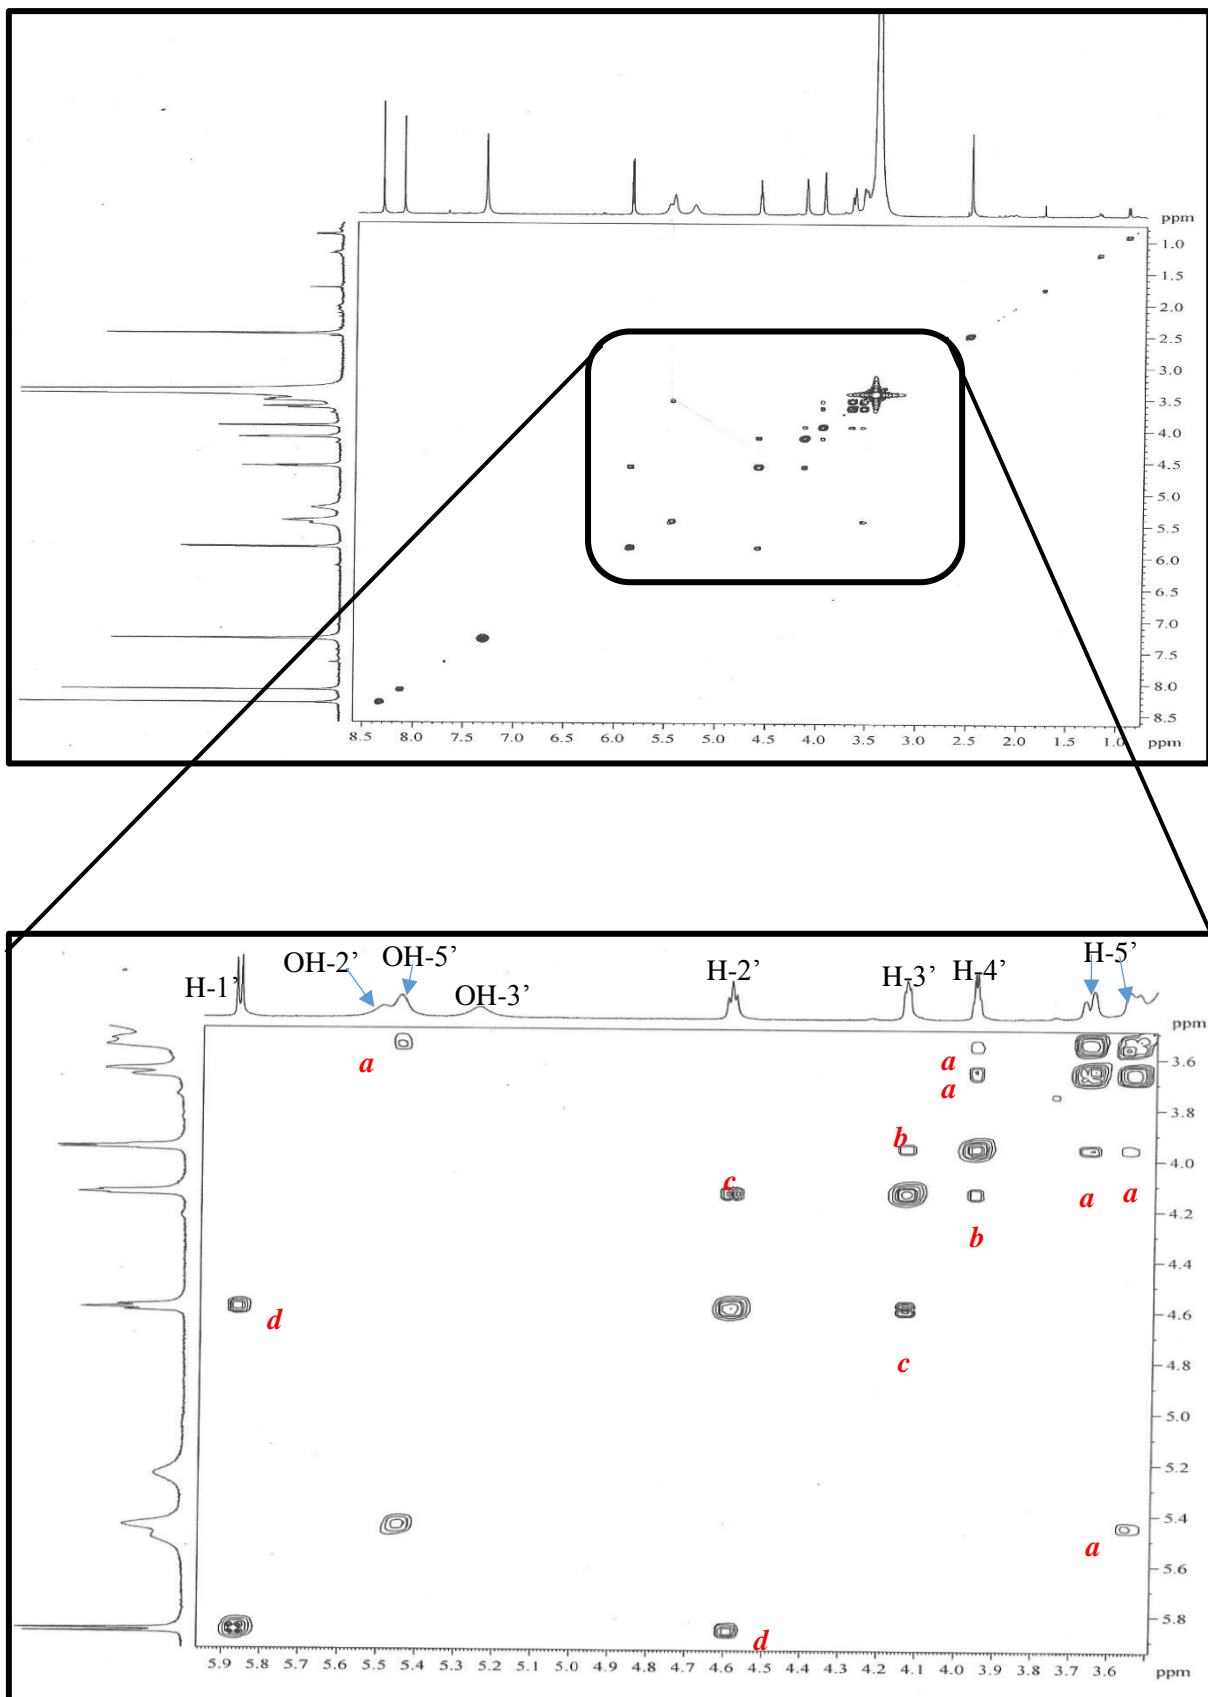 ppm
1.0
1.5
2.0
2.5
3.0
3.5
4.0
4.5
5.0
5.5
6.0
6.5
7.0
7.5
8.0
8.5
8.5 8.0 7.5 7.0 6.5 6.0 5.5 5.0 4.5 4.0 3.5 3.0 2.5 2.0 1.5 1.0 ppm
H-1’ OH-2’ OH-5’ OH-3’ H-2’ H-3’ H-4’ H-5’
ppm
a a 3.6
a
3.8
b
4.0
c a a
4.2
b
4.4
d 4.6
c
4.8
5.0
5.2
5.4
a
5.6
d 5.8
5.9 5.8 5.7 5.6 5.5 5.4 5.3 5.2 5.1 5.0 4.9 4.8 4.7 4.6 4.5 4.4 4.3 4.2 4.1 4.0 3.9 3.8 3.7 3.6 ppm